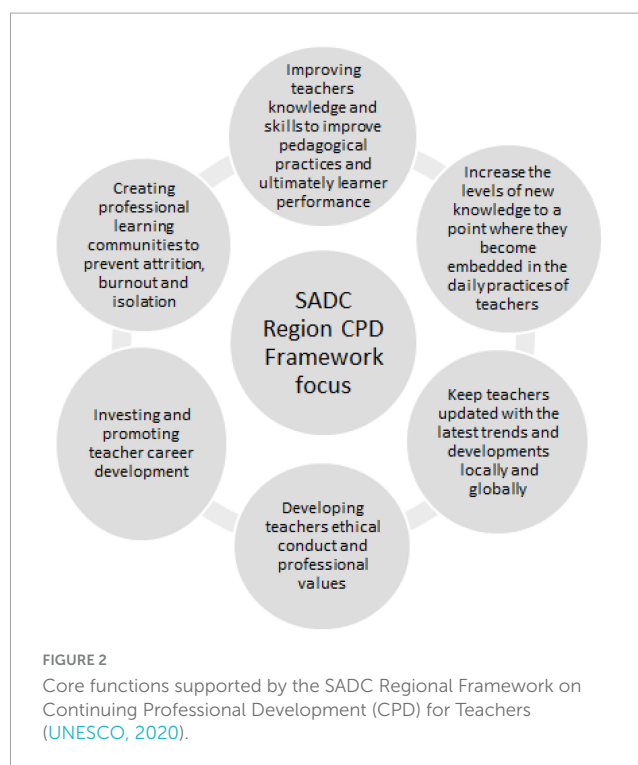 Improving
teachers
knowledge and
skills to improve
pedagogical
practices and
ultimately learner
performance
Increase the
levels of new
knowledge to a
point where they
become
embedded in the
daily practices of
teachers
Keep teachers
updated with the
latest trends and
developments
locally and
globally
Developing
teachers ethical
conduct and
professional
values
Investing and
promoting
teacher career
development
Creating
professional
learning
communities to
prevent attrition,
burnout and
isolation
SADC
Region CPD
Framework
focus
FIGURE 2
Core functions supported by the SADC Regional Framework on
Continuing Professional Development (CPD) for Teachers
(UNESCO, 2020).